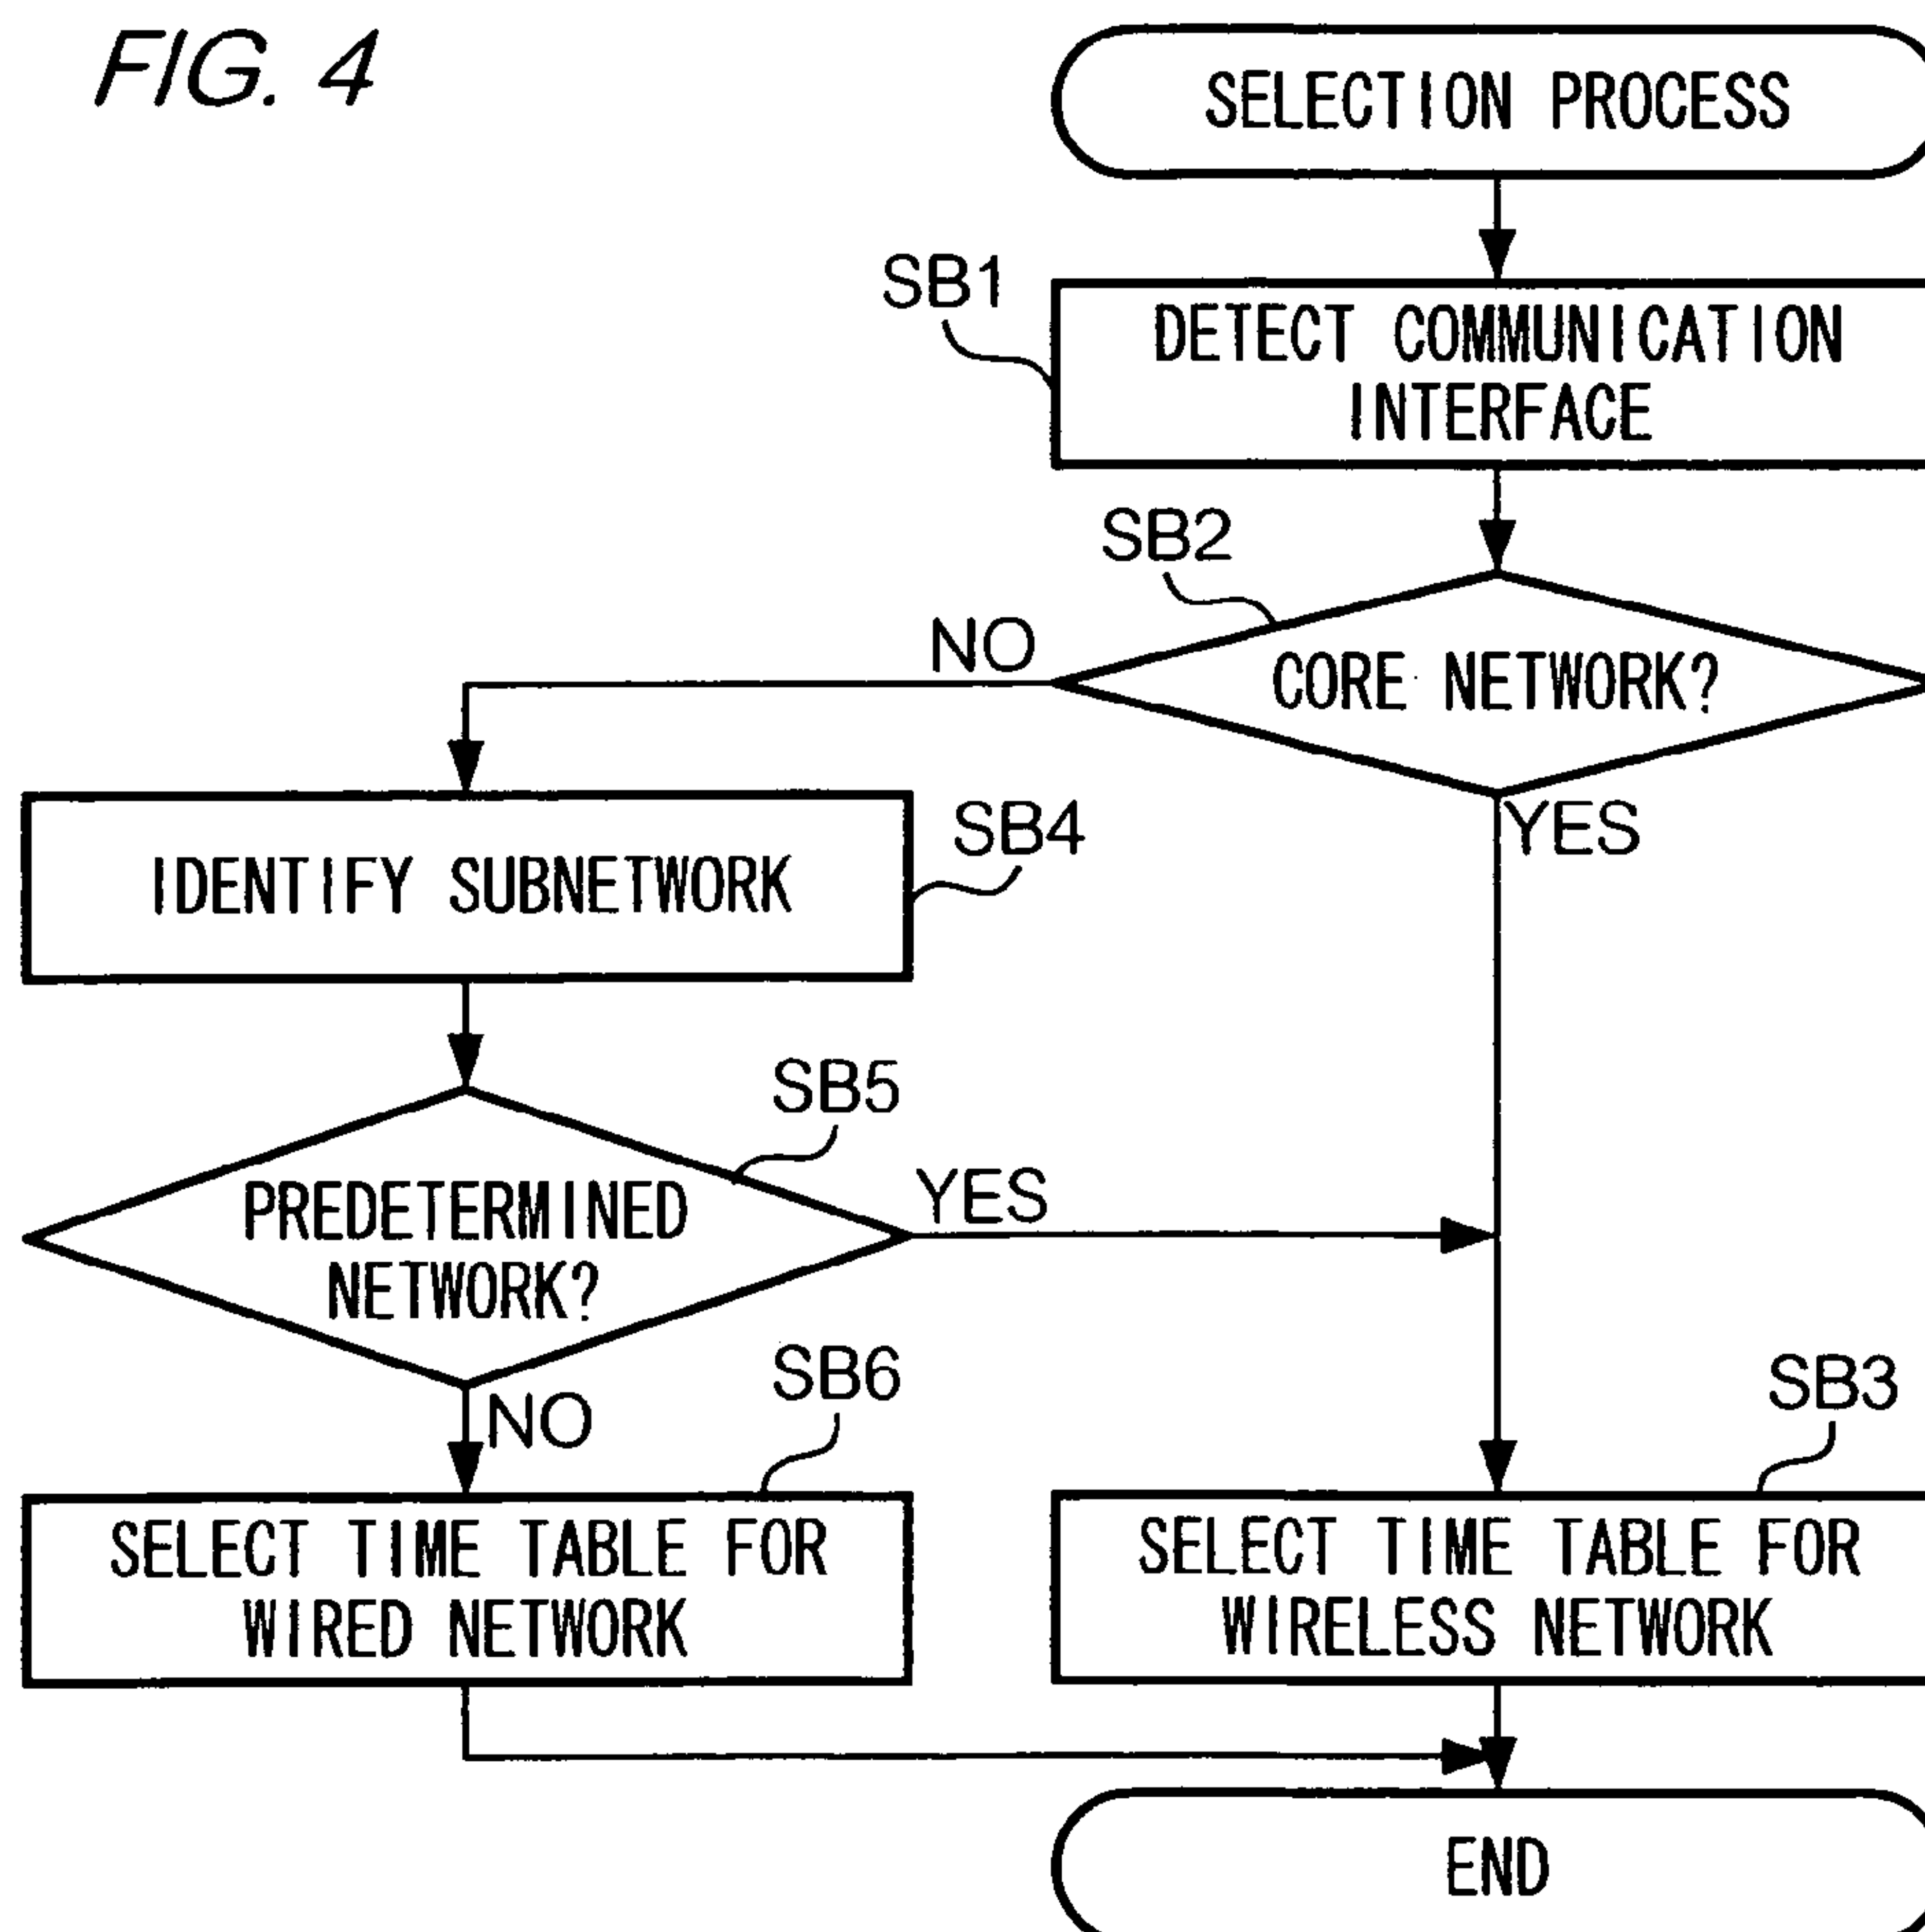 FIG. 4
SELECTION PROCESS
SB1
DETECT COMMUNICATION
INTERFACE
SB2
NO
CORE NETWORK?
YES
SB4
IDENTIFY SUBNETWORK
SB5
PREDETERMINED
NETWORK?
YES
NO
SB6
SELECT TIME TABLE FOR
WIRED NETWORK
SB3
SELECT TIME TABLE FOR
WIRELESS NETWORK
END